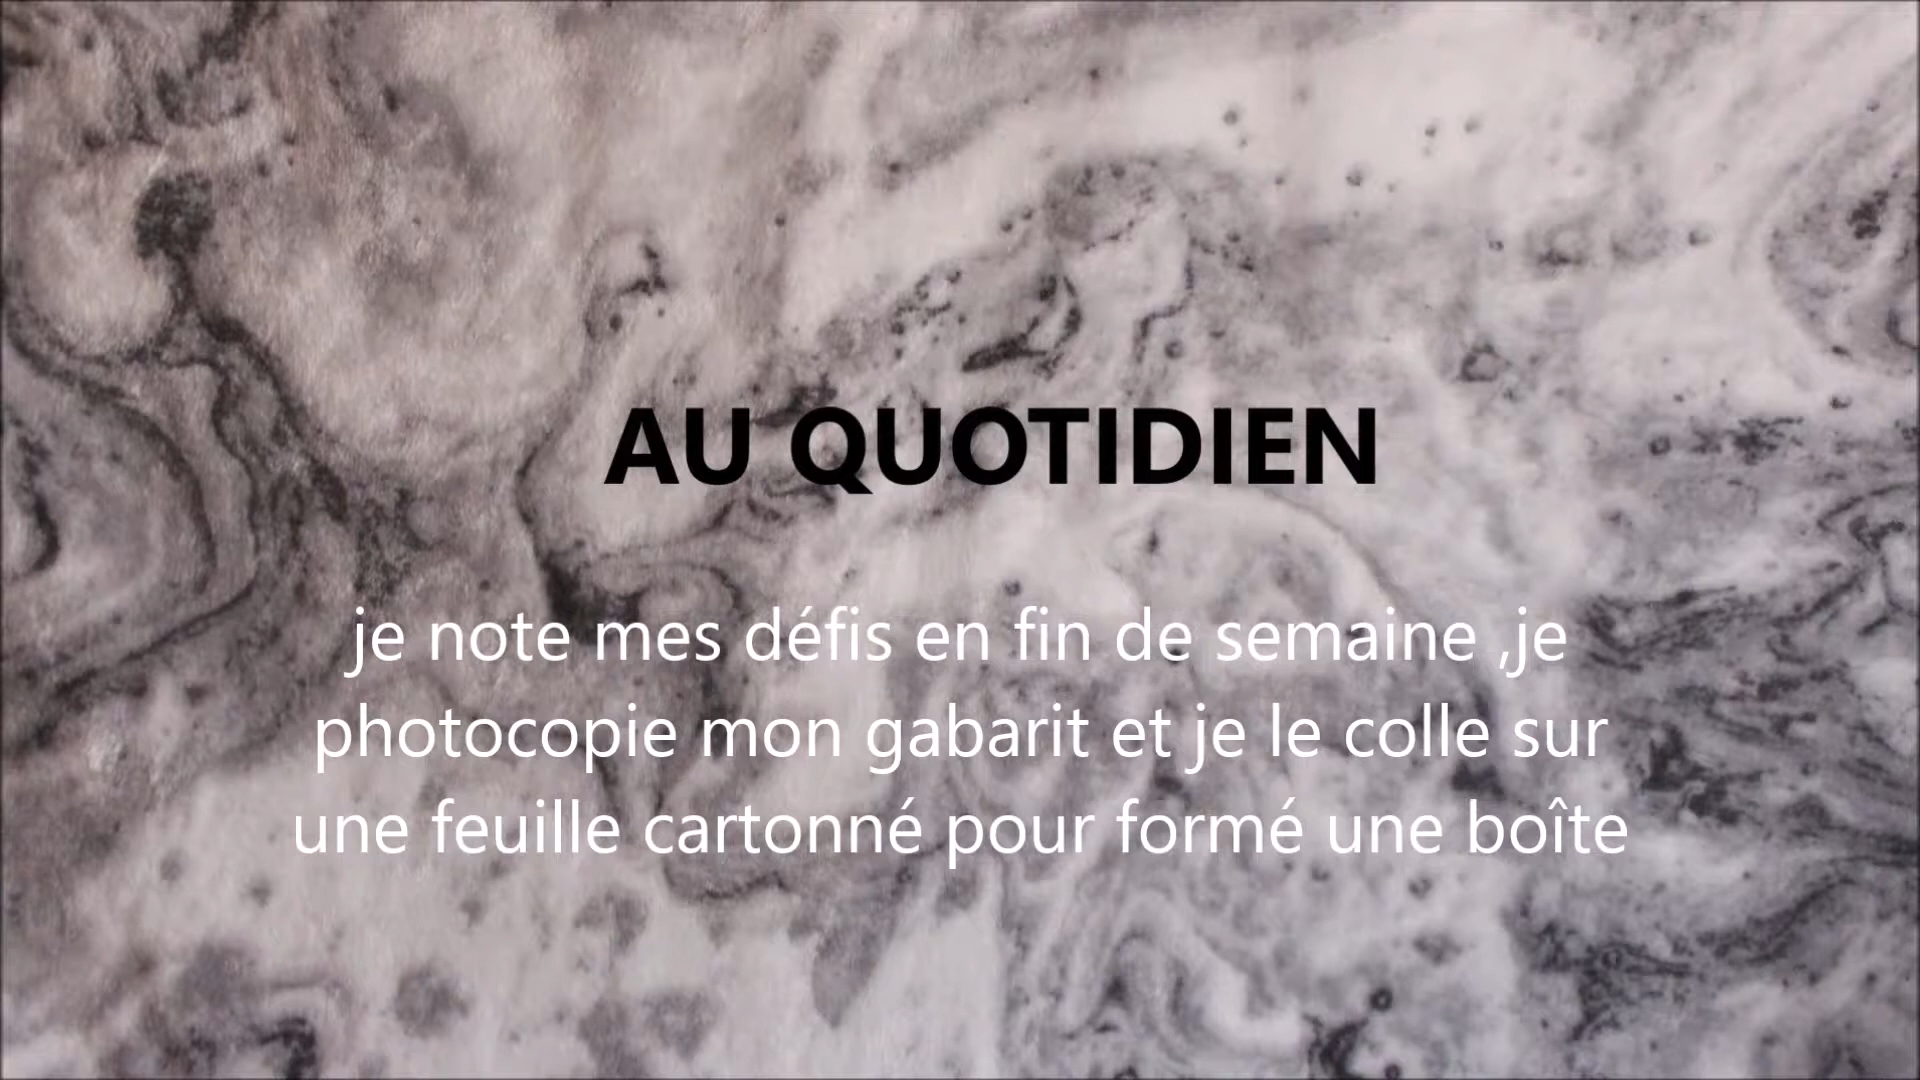 AU QUOTIDIEN
je note mes défis en fin de semaine ,je
photocopie mon gabarit et je le colle sur
une feuille cartonné pour formé une boîte